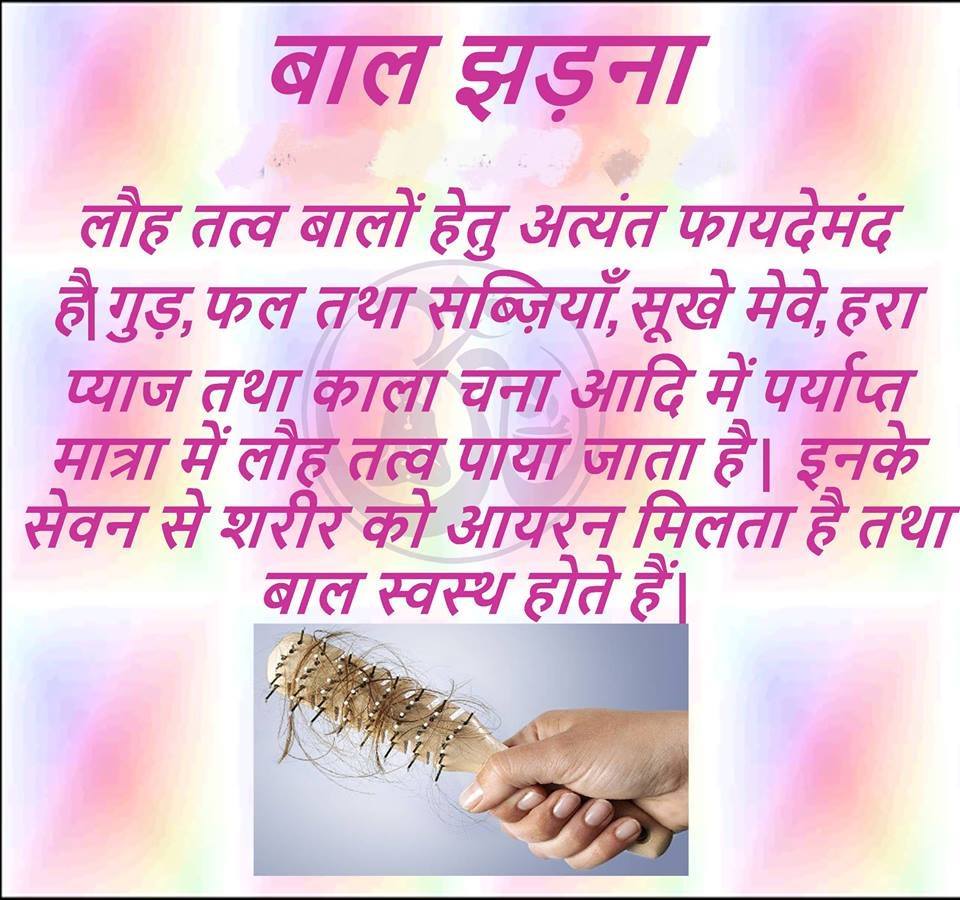 बाल झड़ना
लौह तत्व बालों हेतु अत्यंत फायदेमंद
है|गुड़,फल तथा सब्ज़ियाँ,सूखे मेवे,हरा
प्याज तथा काला चना आदि में पर्याप्त
मात्रा में लौह तत्व पाया जाता है| इनके
सेवन से शरीर को आयरन मिलता है तथा
बाल स्वस्थ होते हैं|